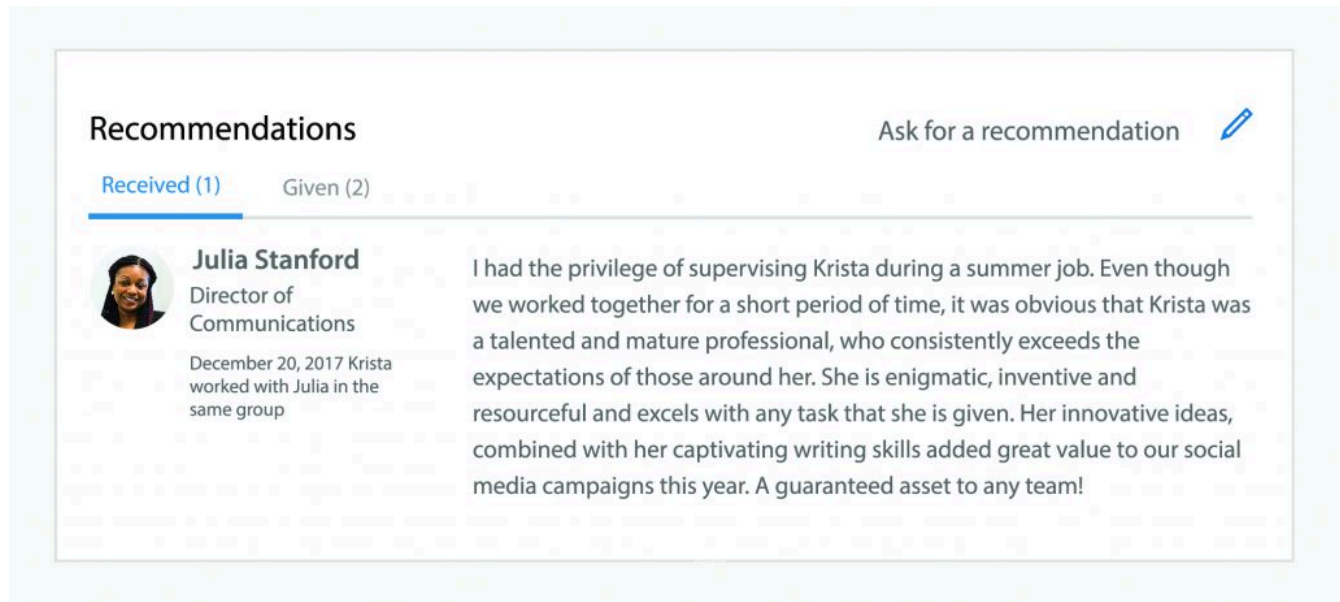 Recommendations
Ask for a recommendation
Received (1)
Given (2)
Julia Stanford
Director of
Communications
December 20, 2017 Krista
worked with Julia in the
same group
I had the privilege of supervising Krista during a summer job. Even though
we worked together for a short period of time, it was obvious that Krista was
a talented and mature professional, who consistently exceeds the
expectations of those around her. She is enigmatic, inventive and
resourceful and excels with any task that she is given. Her innovative ideas,
combined with her captivating writing skills added great value to our social
media campaigns this year. A guaranteed asset to any team!